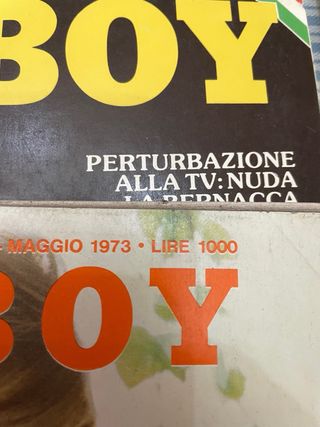 BOY
PERTURBAZIONE
ALLA TV: NUDA
LA BERNACCA
MAGGIO 1973 • LIRE 1000
BOY